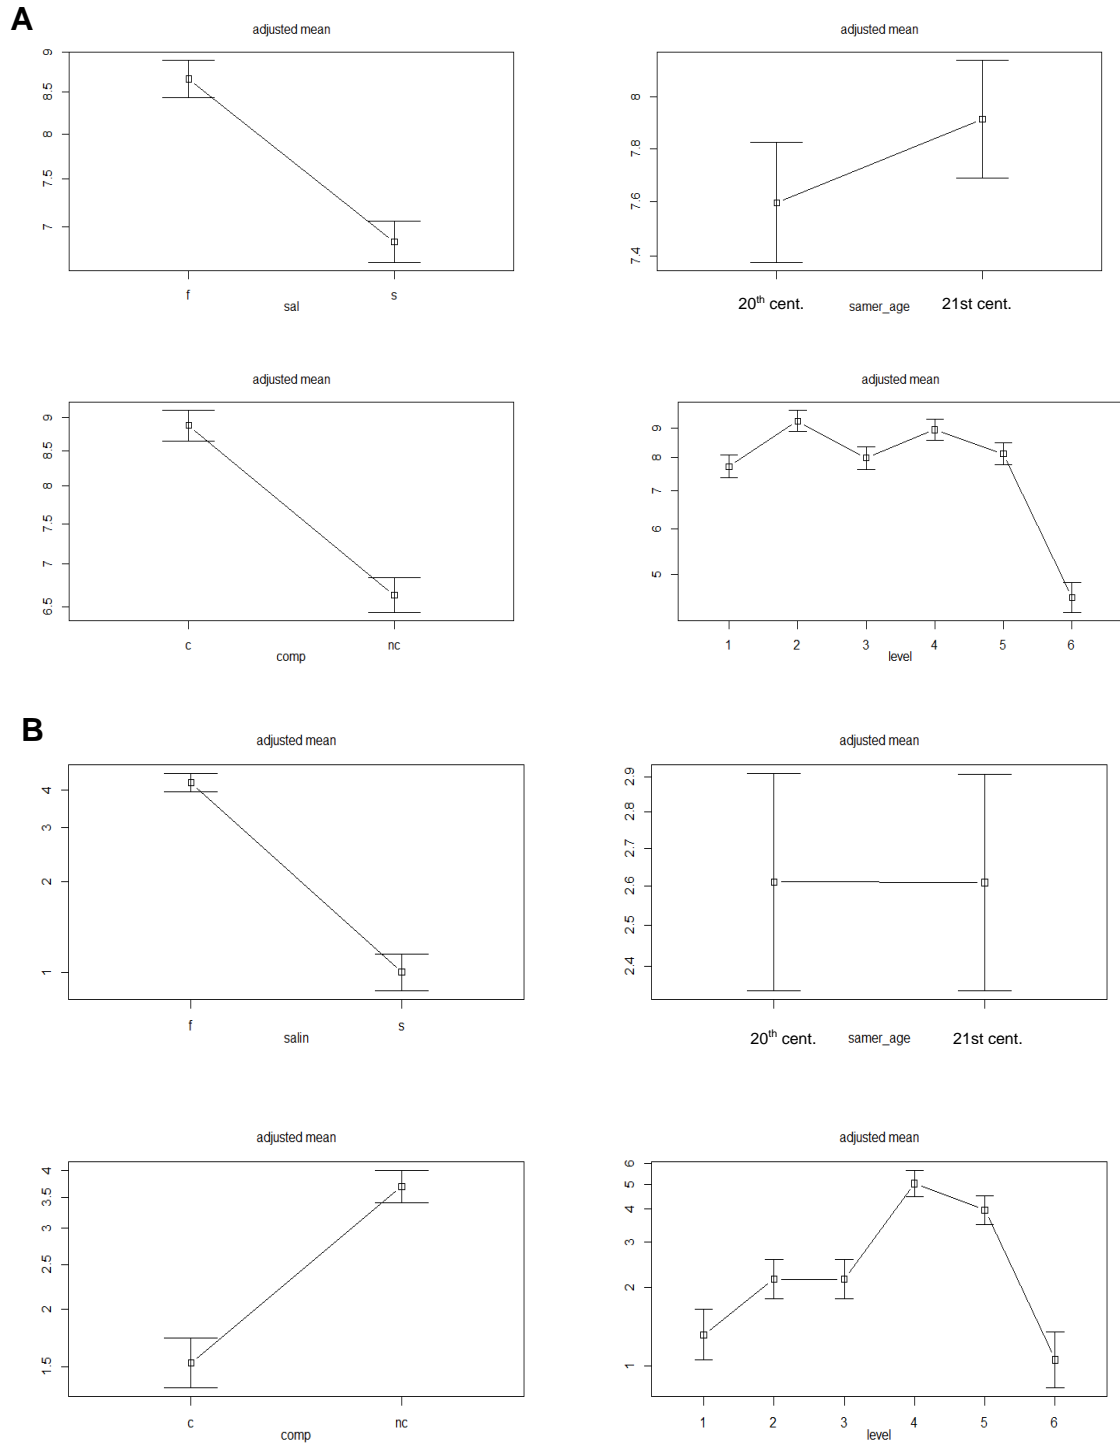 A
adjusted mean
9
8.5
8
7.5
7
f
s
sal
adjusted mean
8
7.8
7.6
7.4
20th cent.
samer_age
21st cent.
adjusted mean
9
8.5
8
7.5
7
6.5
c
nc
comp
adjusted mean
9
8
7
6
5
1 2 3 4 5 6
level
B
adjusted mean
4
3
2
1
f
s
salin
adjusted mean
2.9
2.8
2.7
2.6
2.5
2.4
20th cent.
samer_age
21st cent.
adjusted mean
4
3.5
3
2.5
2
1.5
c
nc
comp
adjusted mean
6
5
4
3
2
1
1 2 3 4 5 6
level